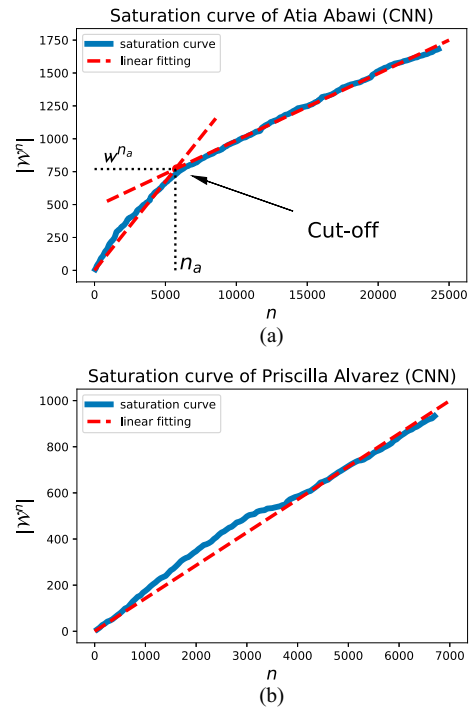 Saturation curve of Atia Abawi (CNN)
saturation curve
linear fitting
1750
1500
1250
1000
750
500
250
0
|𝒲ⁿ|
w^{n_a}
Cut-off
n_a
0 5000 10000 15000 20000 25000
n
(a)
Saturation curve of Priscilla Alvarez (CNN)
saturation curve
linear fitting
1000
800
600
400
200
0
|𝒲ⁿ|
0 1000 2000 3000 4000 5000 6000 7000
n
(b)